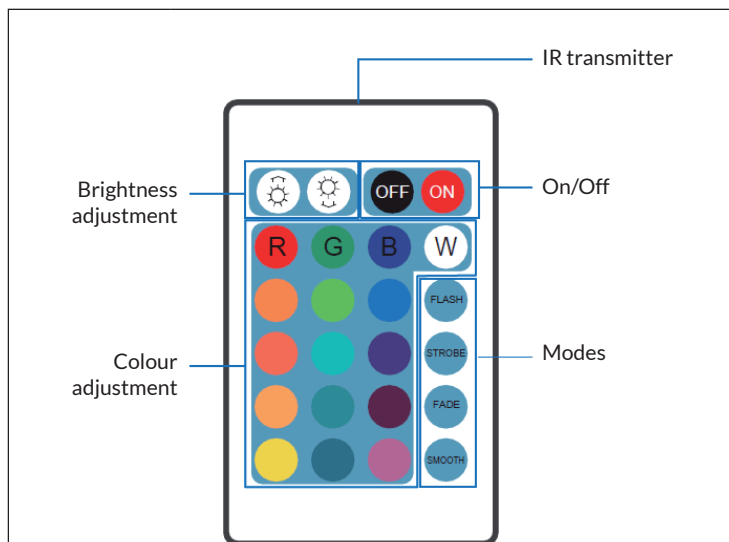 IR transmitter
Brightness
adjustment
On/Off
OFF ON
R G B W
FLASH
STROBE
Colour
adjustment
Modes
FADE
SMOOTH